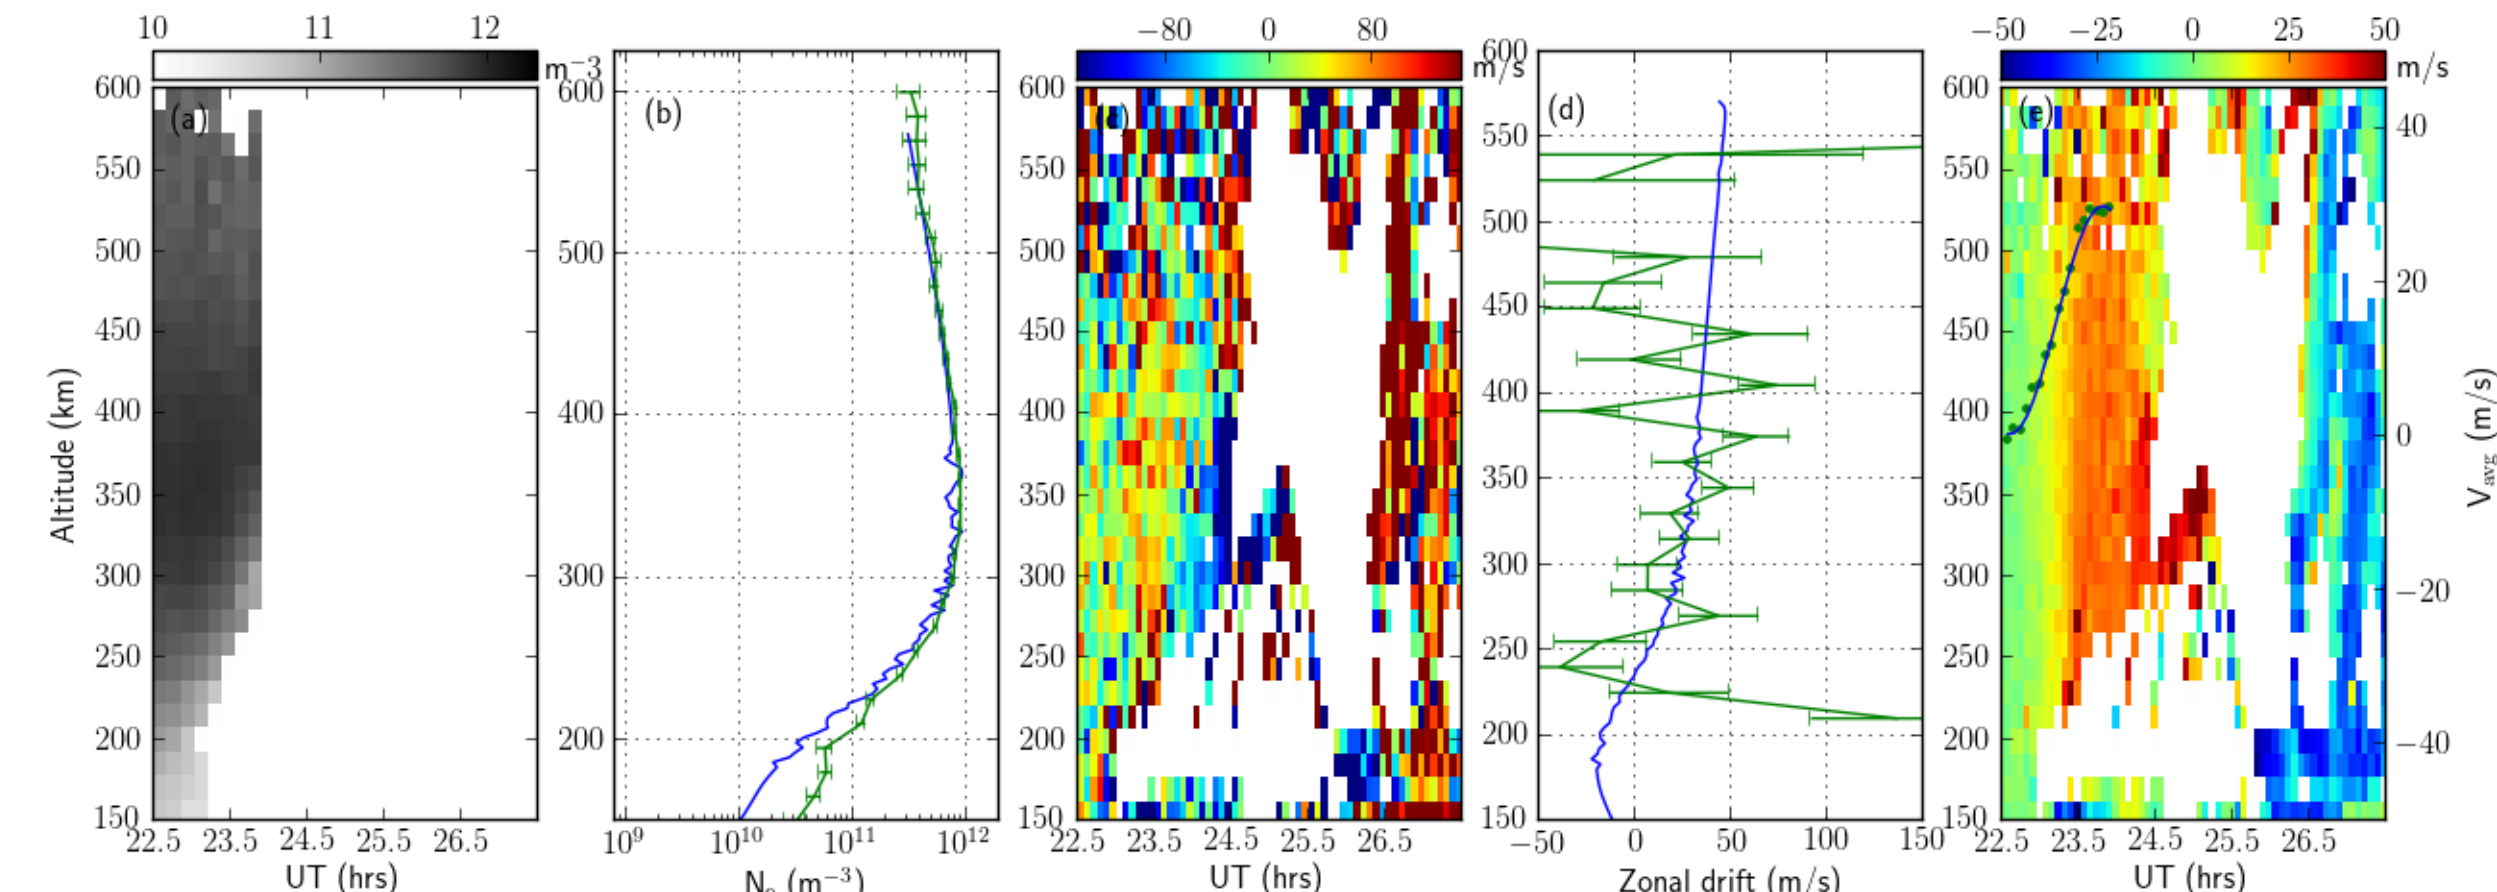 10 11 12
m⁻³
−80 0 80
m/s
−50 −25 0 25 50
m/s
(a)
(b)
(c)
(d)
(e)
Altitude (km)
600
550
500
450
400
350
300
250
200
150
22.5 23.5 24.5 25.5 26.5
UT (hrs)
600
500
400
300
200
10⁹ 10¹⁰ 10¹¹ 10¹²
Nₑ (m⁻³)
600
550
500
450
400
350
300
250
200
150
22.5 23.5 24.5 25.5 26.5
UT (hrs)
600
550
500
450
400
350
300
250
200
150
−50 0 50 100 150
Zonal drift (m/s)
600
550
500
450
400
350
300
250
200
150
22.5 23.5 24.5 25.5 26.5
UT (hrs)
40
20
0
−20
−40
Vavg (m/s)